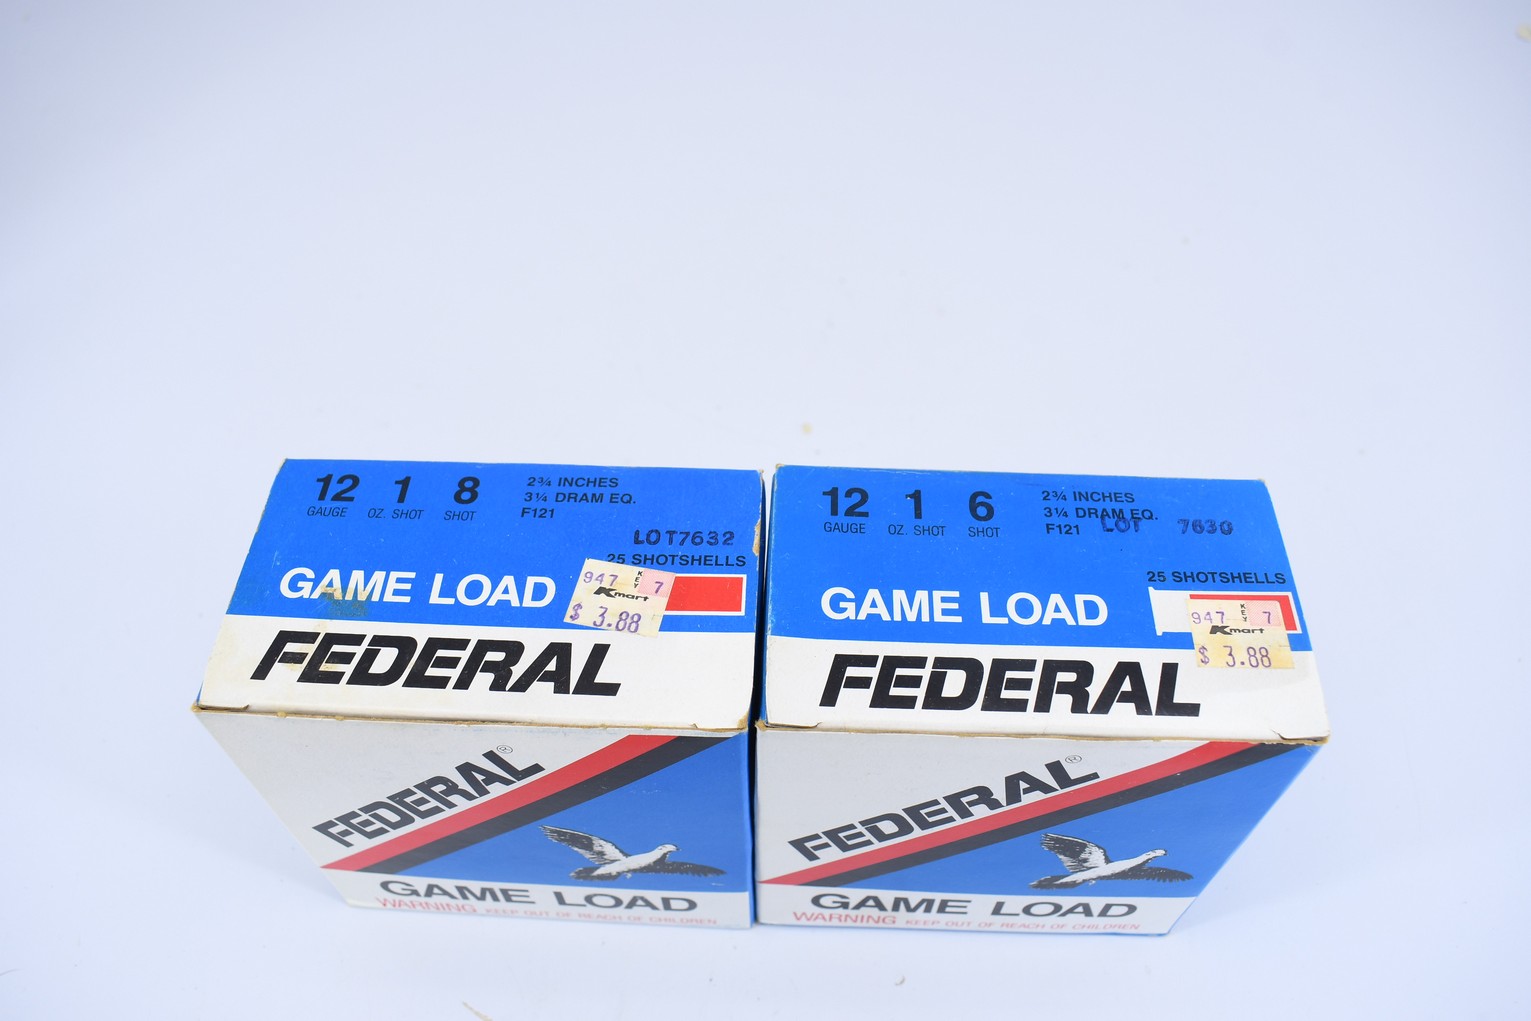 12 1 8
GAUGE OZ. SHOT SHOT
2¾ INCHES
3¼ DRAM EQ.
F121
LOT7632
25 SHOTSHELLS
GAME LOAD
947 KEY 7
Kmart
$ 3.88
FEDERAL
FEDERAL®
GAME LOAD
WARNING KEEP OUT OF REACH OF CHILDREN
12 1 6
GAUGE OZ. SHOT SHOT
2¾ INCHES
3¼ DRAM EQ.
F121 LOT 7630
25 SHOTSHELLS
GAME LOAD
947 KEY 7
Kmart
$ 3.88
FEDERAL
FEDERAL®
GAME LOAD
WARNING KEEP OUT OF REACH OF CHILDREN